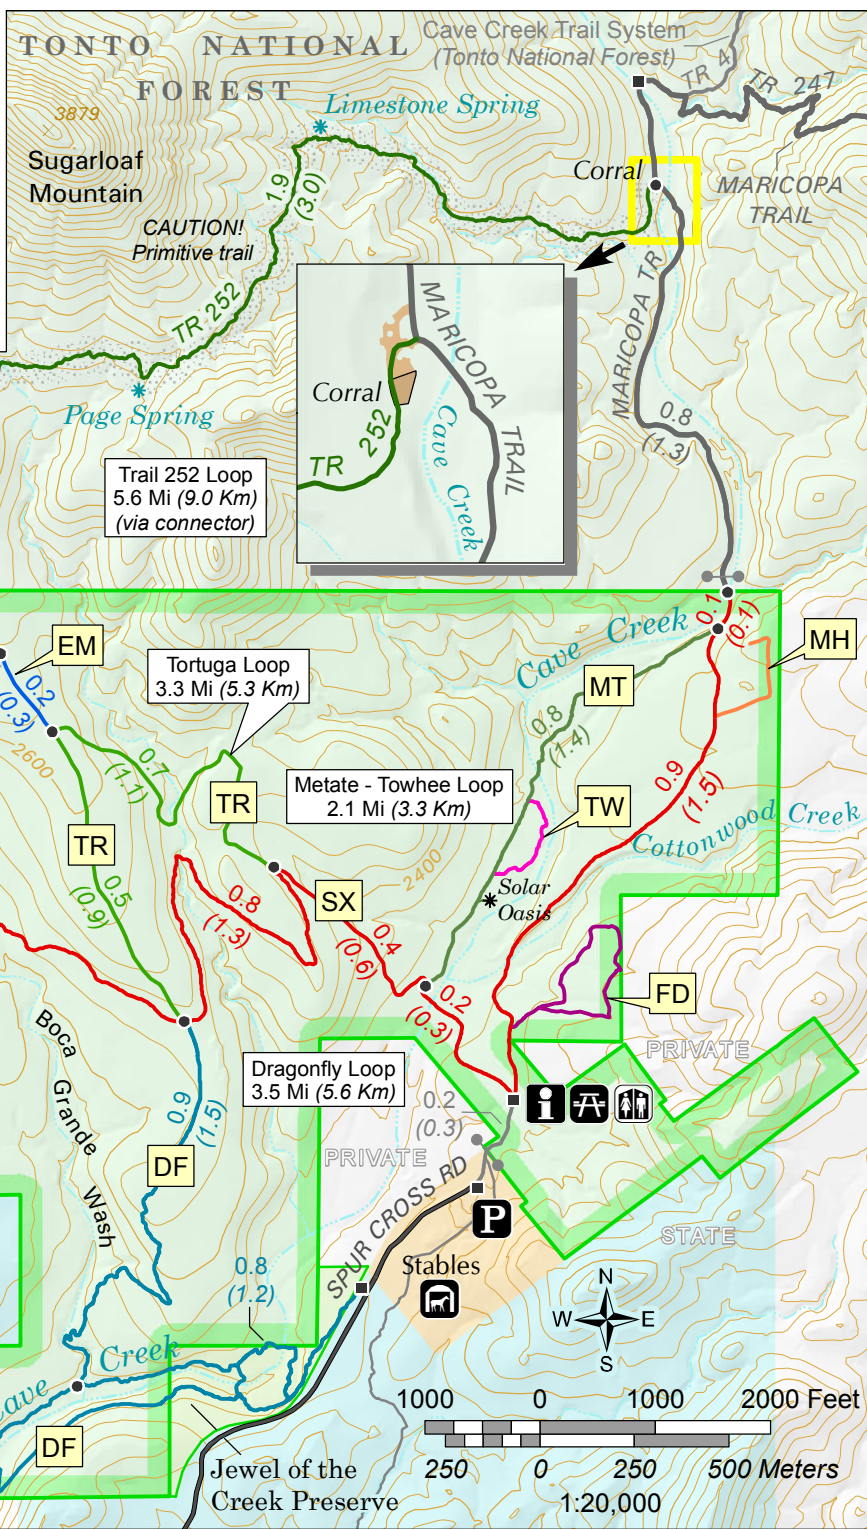 TONTO NATIONAL
FOREST
Cave Creek Trail System
(Tonto National Forest)
TR 4
TR 247
3879
Limestone Spring
Sugarloaf
Mountain
1.9
(3.0)
Corral
MARICOPA
TRAIL
CAUTION!
Primitive trail
TR 252
MARICOPA TR
Page Spring
Corral
TR 252
MARICOPA TRAIL
Cave Creek
0.8
(1.3)
Trail 252 Loop
5.6 Mi (9.0 Km)
(via connector)
0.1
(0.1)
Cave Creek
MH
EM
0.2
(0.3)
Tortuga Loop
3.3 Mi (5.3 Km)
MT
0.8
(1.4)
2600
0.7
(1.1)
TR
Metate - Towhee Loop
2.1 Mi (3.3 Km)
TW
0.9
(1.5)
Cottonwood Creek
TR
0.5
(0.9)
2400
Solar
Oasis
0.8
(1.3)
SX
0.4
(0.6)
FD
0.2
(0.3)
Boca Grande Wash
PRIVATE
Dragonfly Loop
3.5 Mi (5.6 Km)
i
0.2
(0.3)
0.9
(1.5)
DF
PRIVATE
P
SPUR CROSS RD
STATE
Stables
0.8
(1.2)
N
W E
S
Cave Creek
DF
1000 0 1000 2000 Feet
250 0 250 500 Meters
1:20,000
Jewel of the
Creek Preserve